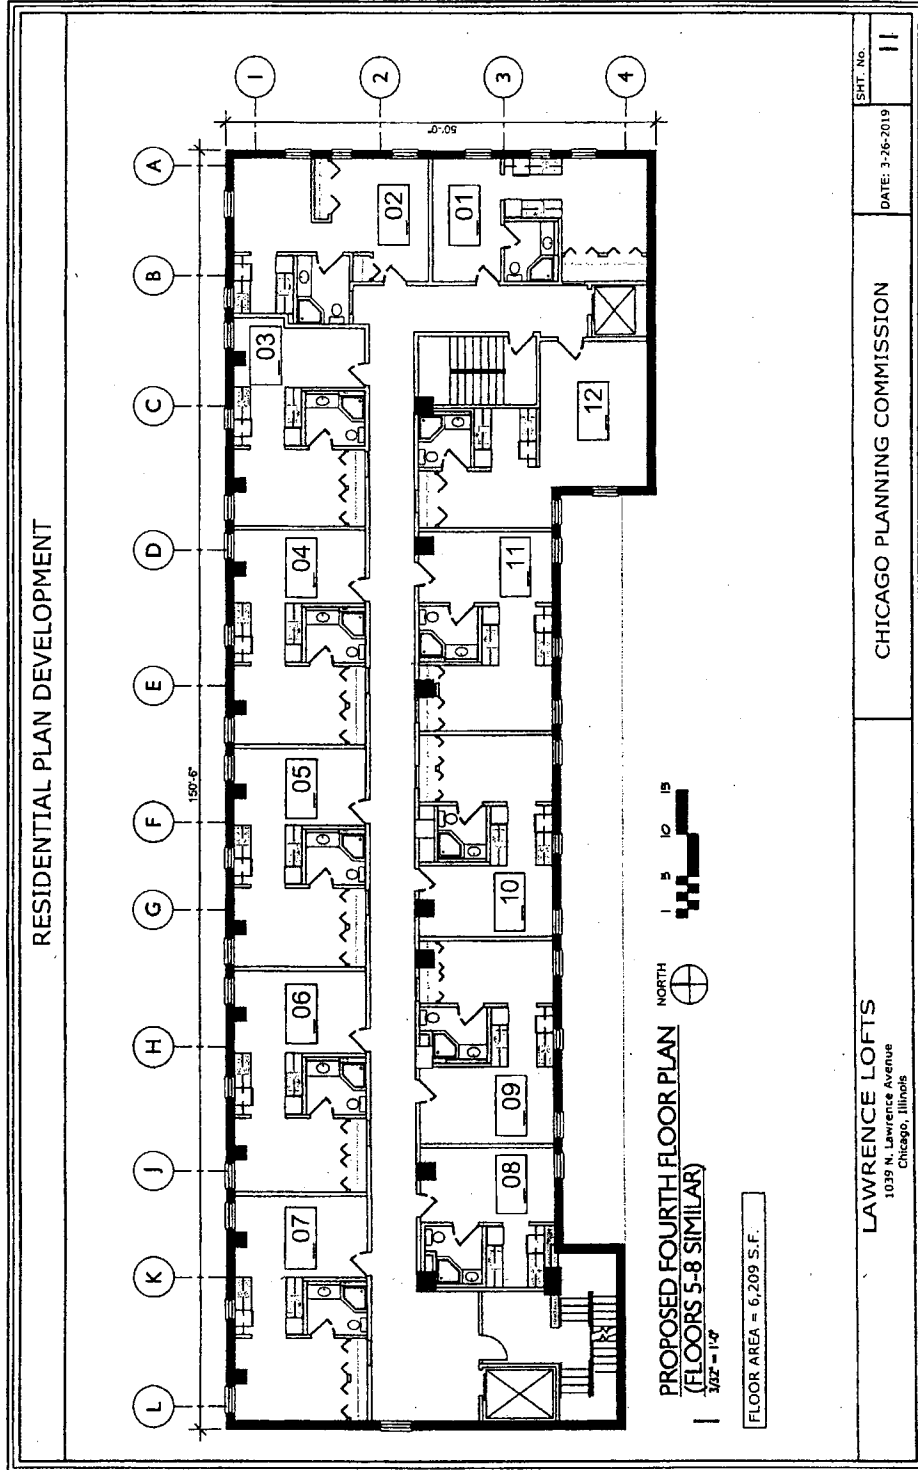 RESIDENTIAL PLAN DEVELOPMENT
L
K
J
H
G
F
E
D
C
B
A
150'-6"
50'-0"
1
2
3
4
07
06
05
04
03
02
01
08
09
10
11
12
PROPOSED FOURTH FLOOR PLAN
(FLOORS 5-8 SIMILAR)
3/32" = 1'-0"
NORTH
1 5 10 15
FLOOR AREA = 6,209 S.F.
LAWRENCE LOFTS
1039 N. Lawrence Avenue
Chicago, Illinois
CHICAGO PLANNING COMMISSION
DATE: 3-26-2019
SHT. No.
11